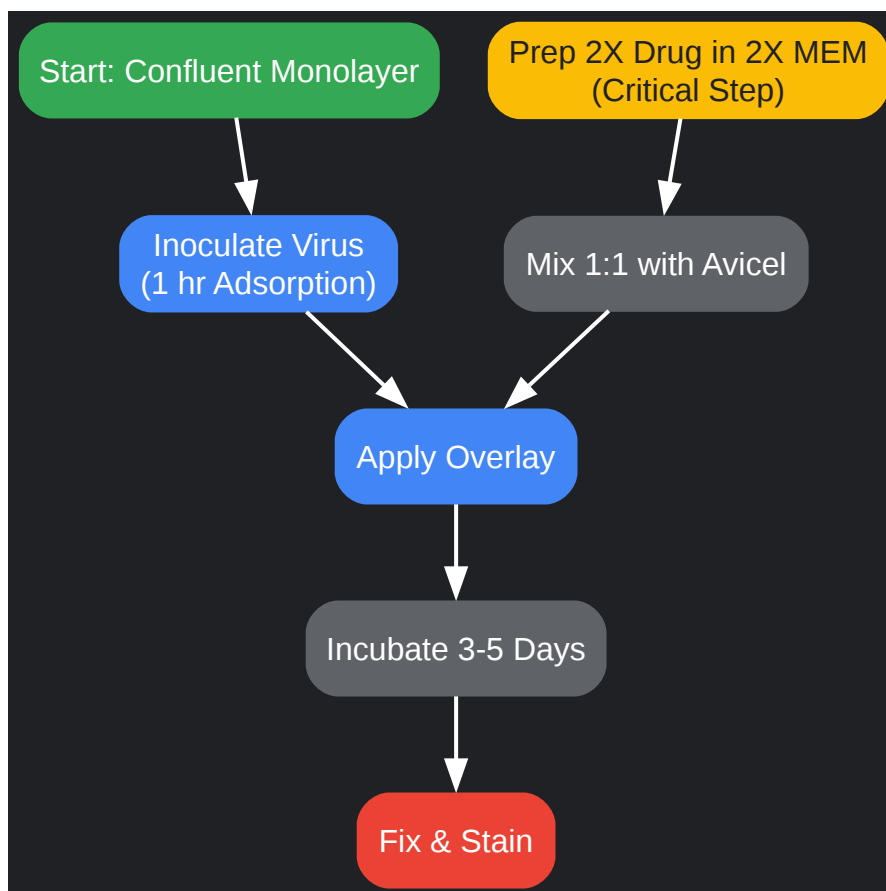 Start: Confluent Monolayer
Prep 2X Drug in 2X MEM
(Critical Step)
Inoculate Virus
(1 hr Adsorption)
Mix 1:1 with Avicel
Apply Overlay
Incubate 3-5 Days
Fix & Stain